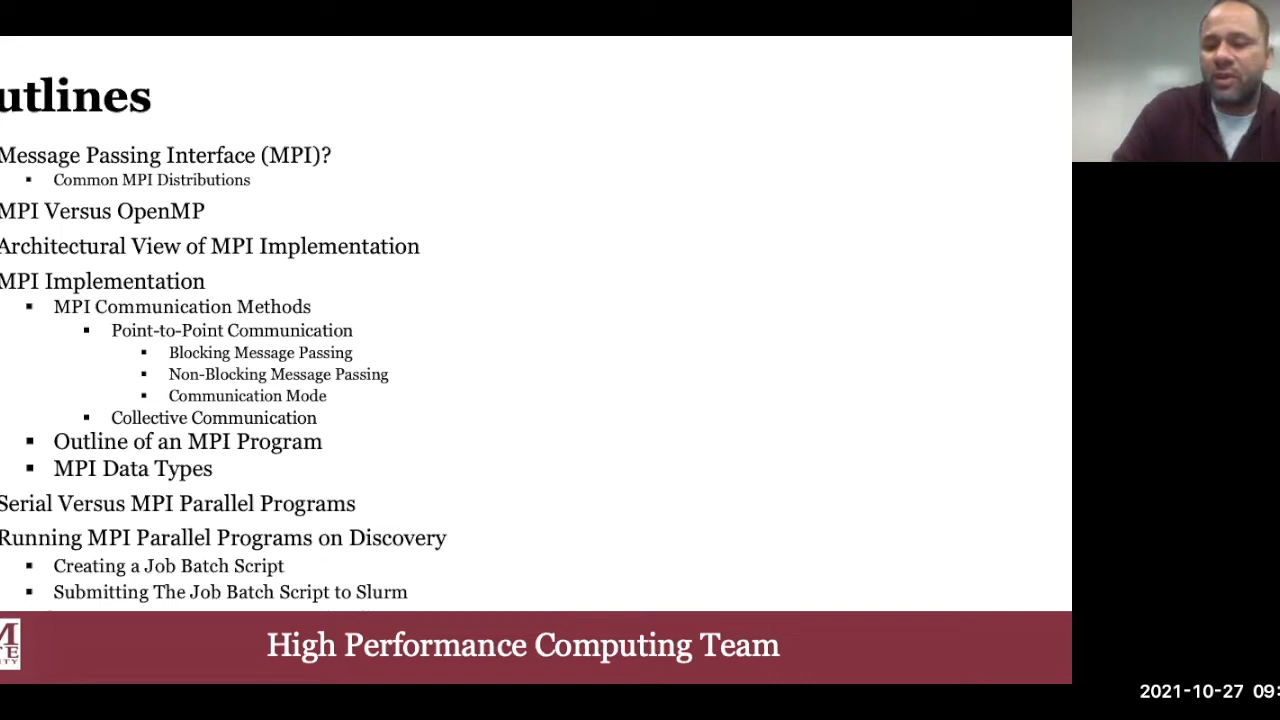 utlines
Message Passing Interface (MPI)?
▪ Common MPI Distributions
MPI Versus OpenMP
Architectural View of MPI Implementation
MPI Implementation
▪ MPI Communication Methods
▪ Point-to-Point Communication
▪ Blocking Message Passing
▪ Non-Blocking Message Passing
▪ Communication Mode
▪ Collective Communication
▪ Outline of an MPI Program
▪ MPI Data Types
Serial Versus MPI Parallel Programs
Running MPI Parallel Programs on Discovery
▪ Creating a Job Batch Script
▪ Submitting The Job Batch Script to Slurm
High Performance Computing Team
2021-10-27 09: